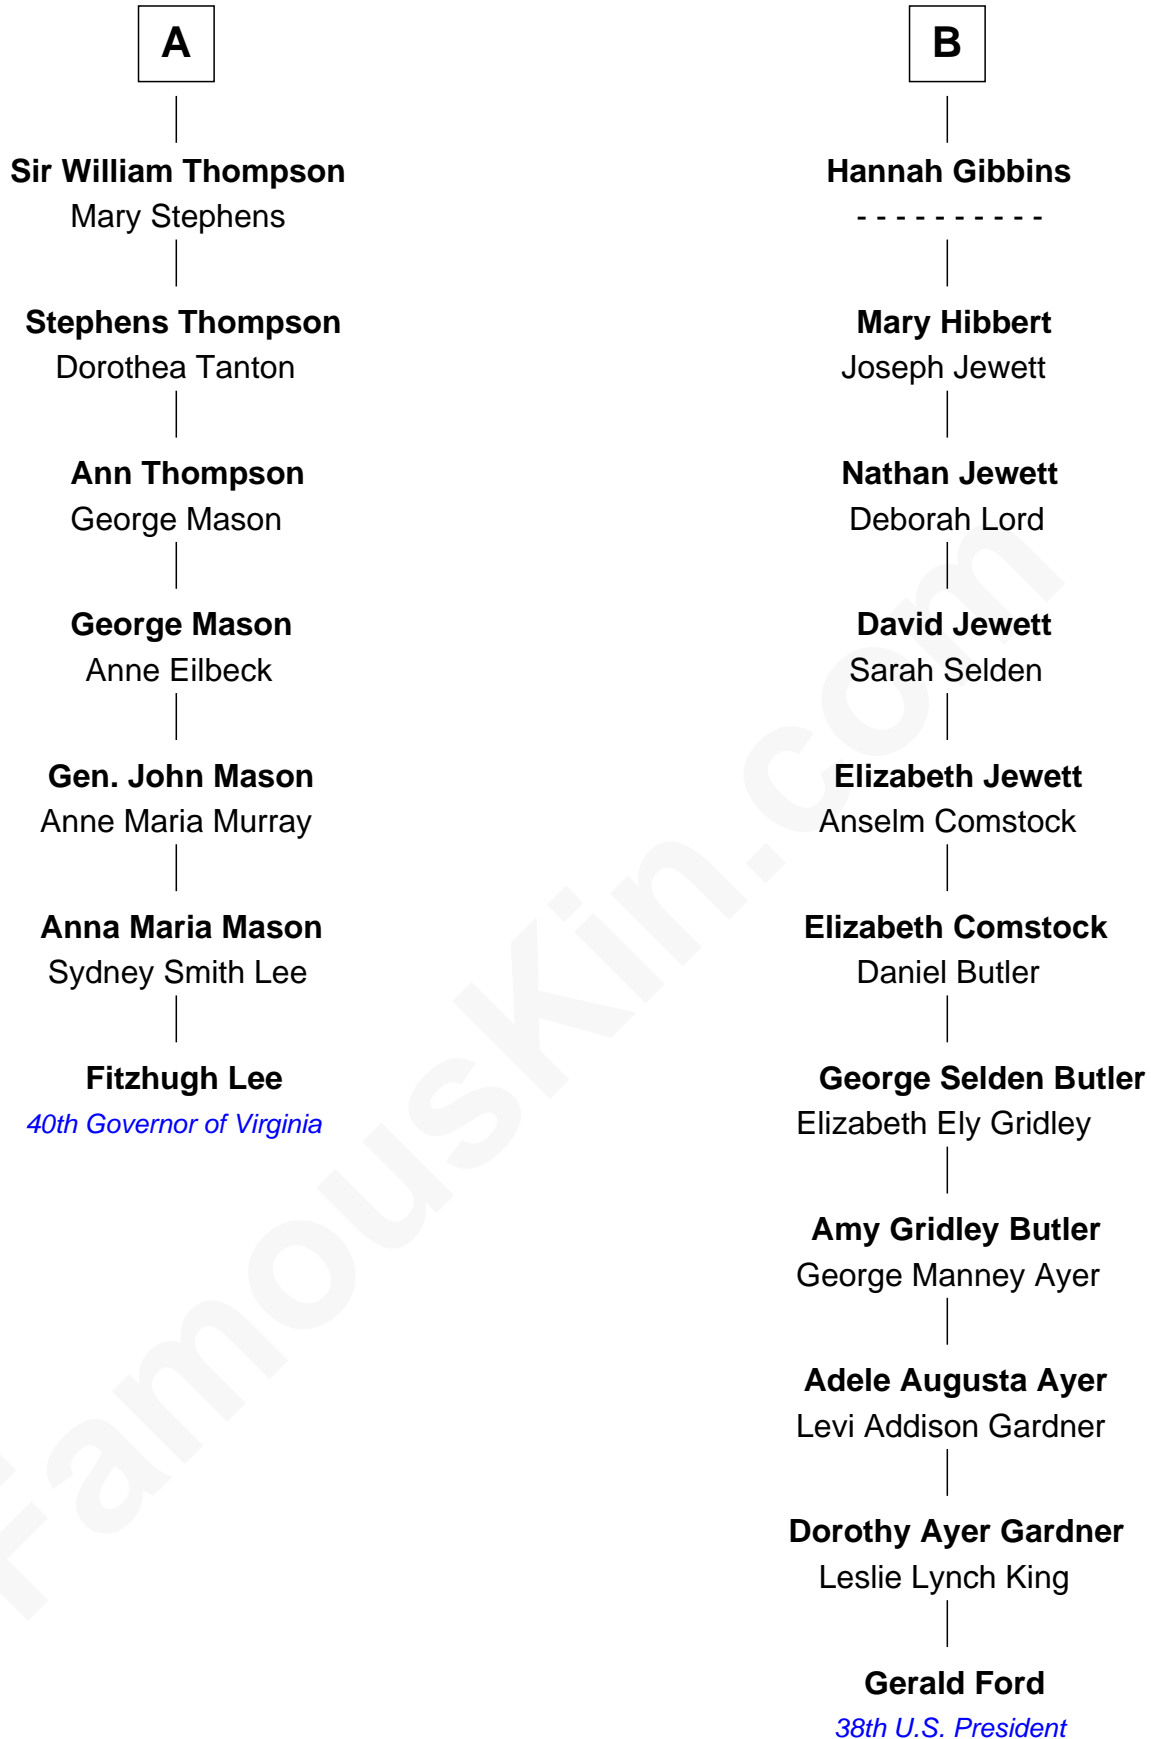 A
Sir William Thompson
Mary Stephens
Stephens Thompson
Dorothea Tanton
Ann Thompson
George Mason
George Mason
Anne Eilbeck
Gen. John Mason
Anne Maria Murray
Anna Maria Mason
Sydney Smith Lee
Fitzhugh Lee
40th Governor of Virginia
B
Hannah Gibbins
- - - - - - - - - -
Mary Hibbert
Joseph Jewett
Nathan Jewett
Deborah Lord
David Jewett
Sarah Selden
Elizabeth Jewett
Anselm Comstock
Elizabeth Comstock
Daniel Butler
George Selden Butler
Elizabeth Ely Gridley
Amy Gridley Butler
George Manney Ayer
Adele Augusta Ayer
Levi Addison Gardner
Dorothy Ayer Gardner
Leslie Lynch King
Gerald Ford
38th U.S. President
FamousKin.com